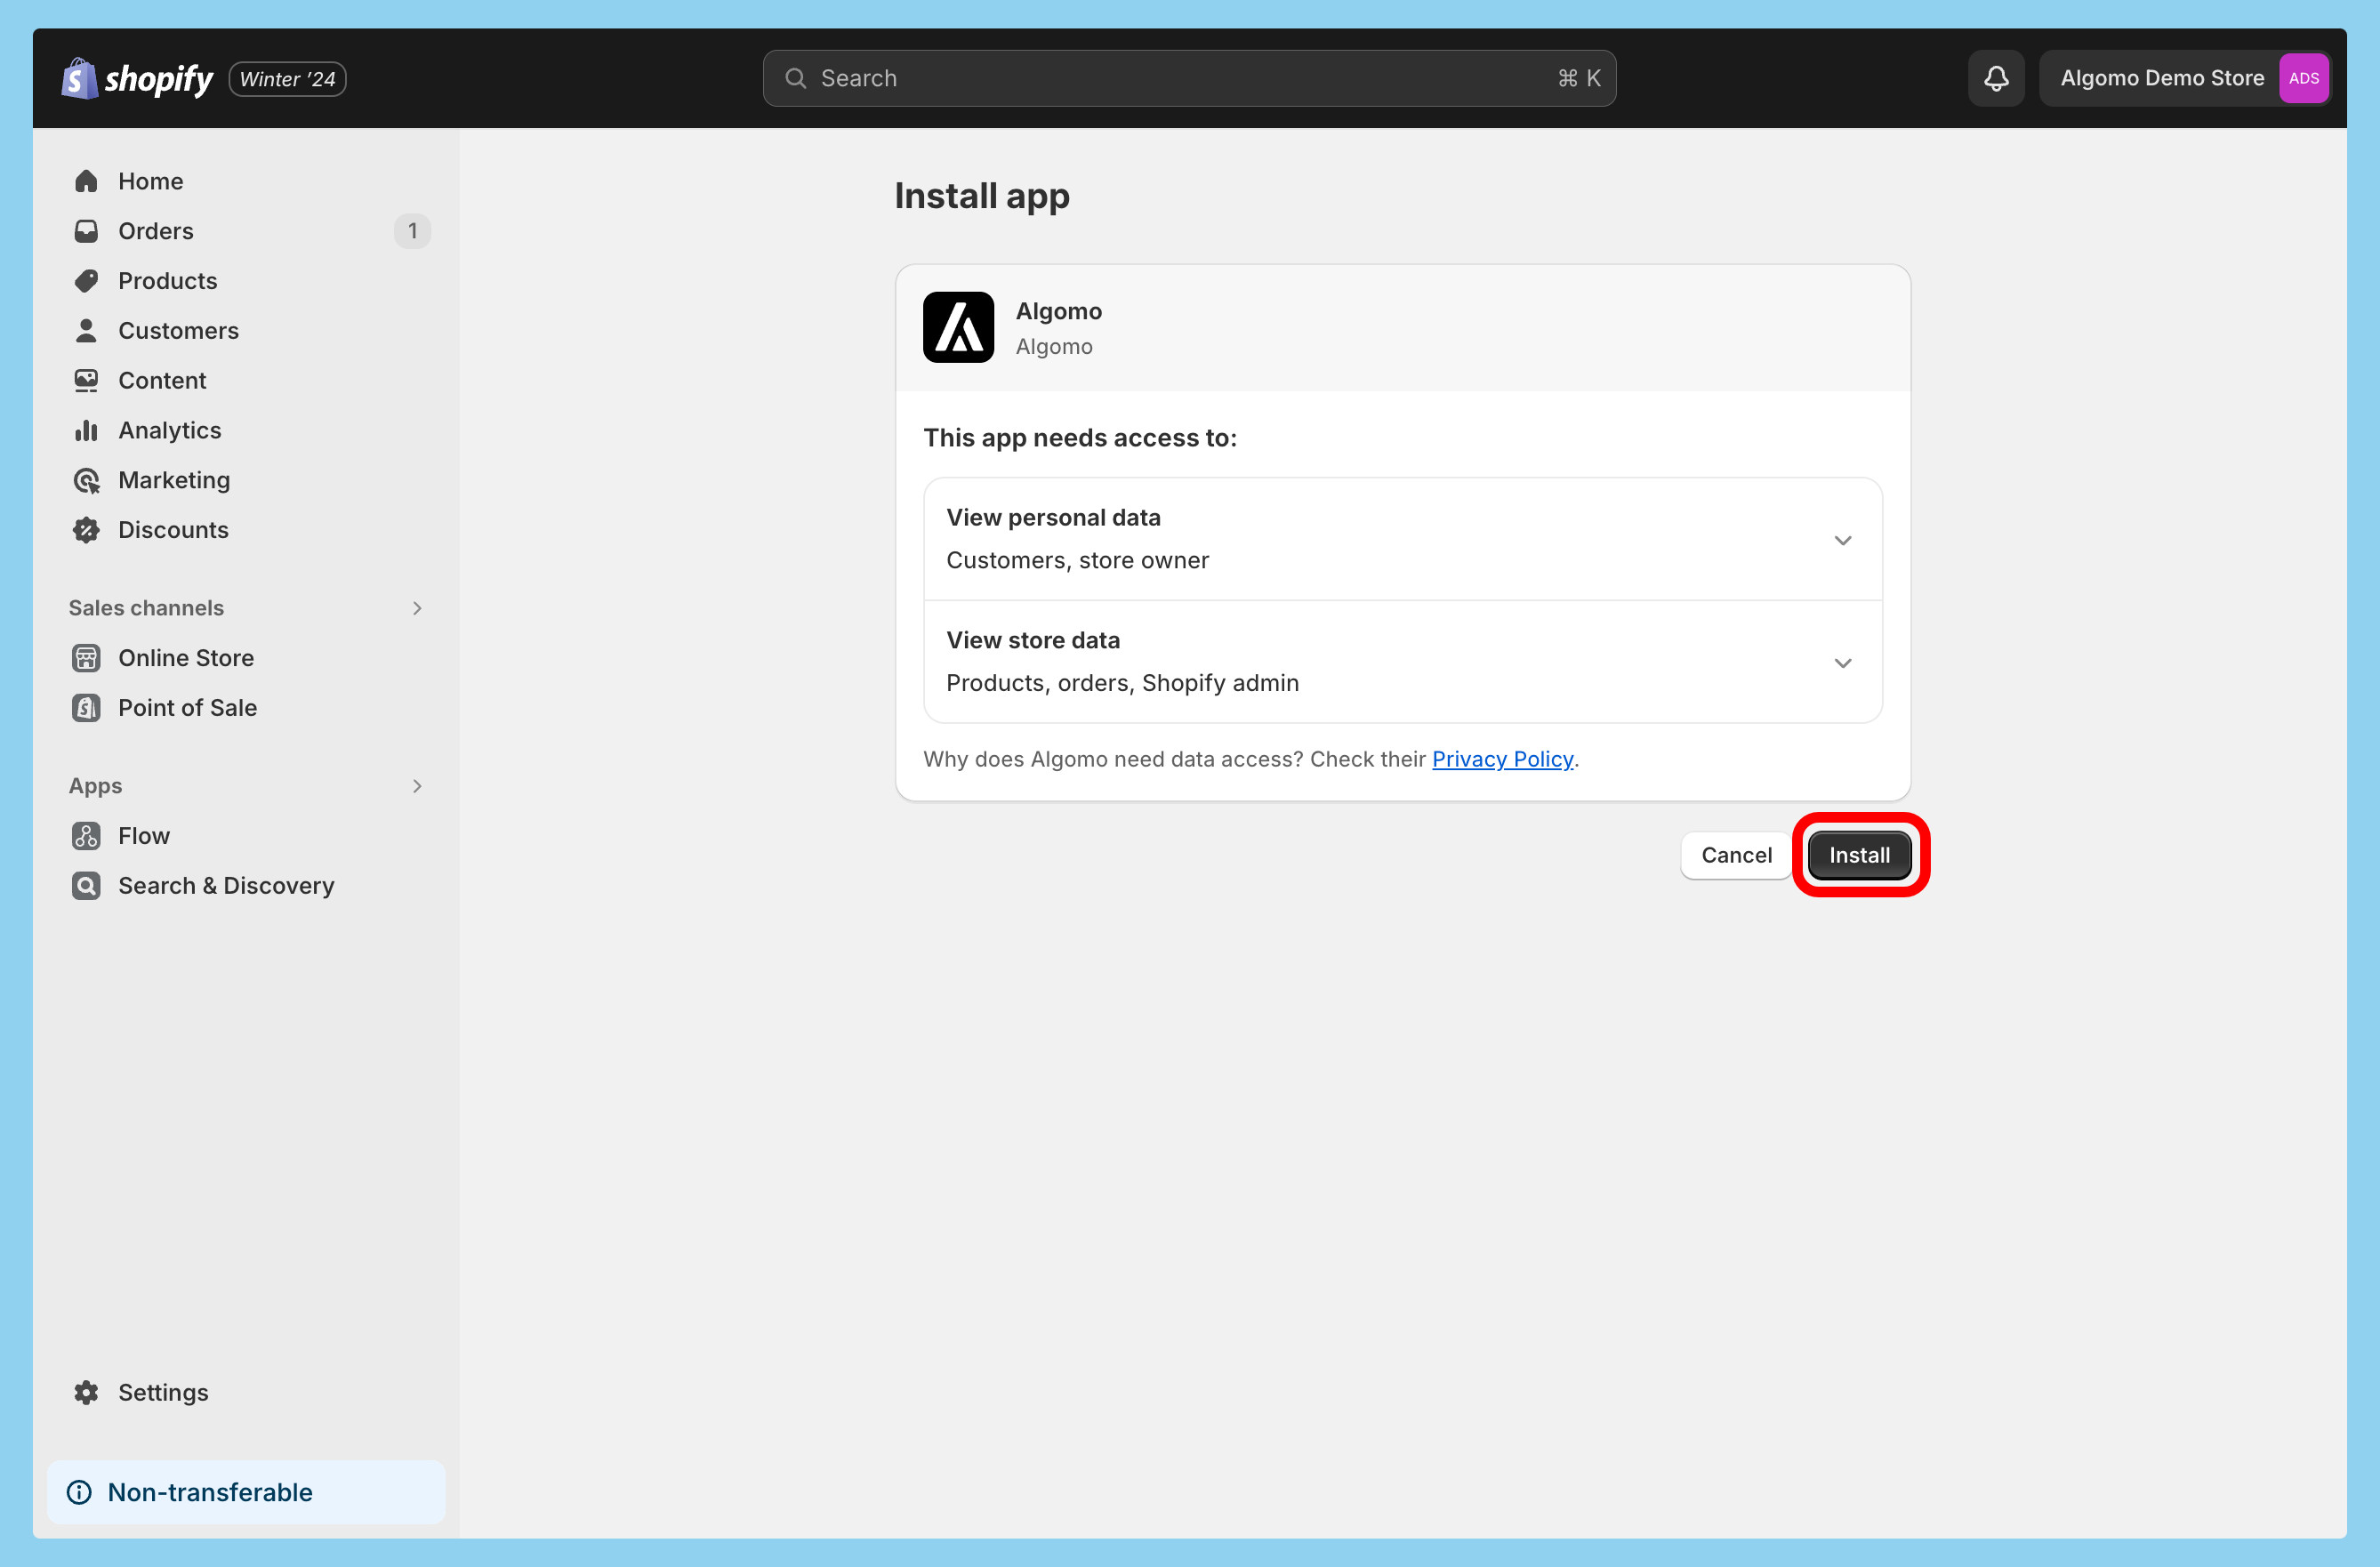 shopify Winter '24
Search ⌘ K
Algomo Demo Store ADS
Home
Orders 1
Products
Customers
Content
Analytics
Marketing
Discounts
Sales channels
Online Store
Point of Sale
Apps
Flow
Search & Discovery
Settings
Non-transferable
Install app
Algomo
Algomo
This app needs access to:
View personal data
Customers, store owner
View store data
Products, orders, Shopify admin
Why does Algomo need data access? Check their Privacy Policy.
Cancel Install